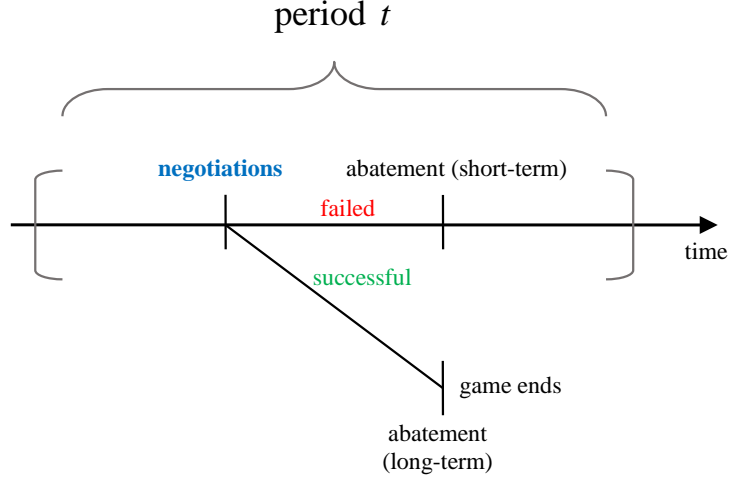 period t
negotiations
abatement (short-term)
failed
time
successful
game ends
abatement
(long-term)